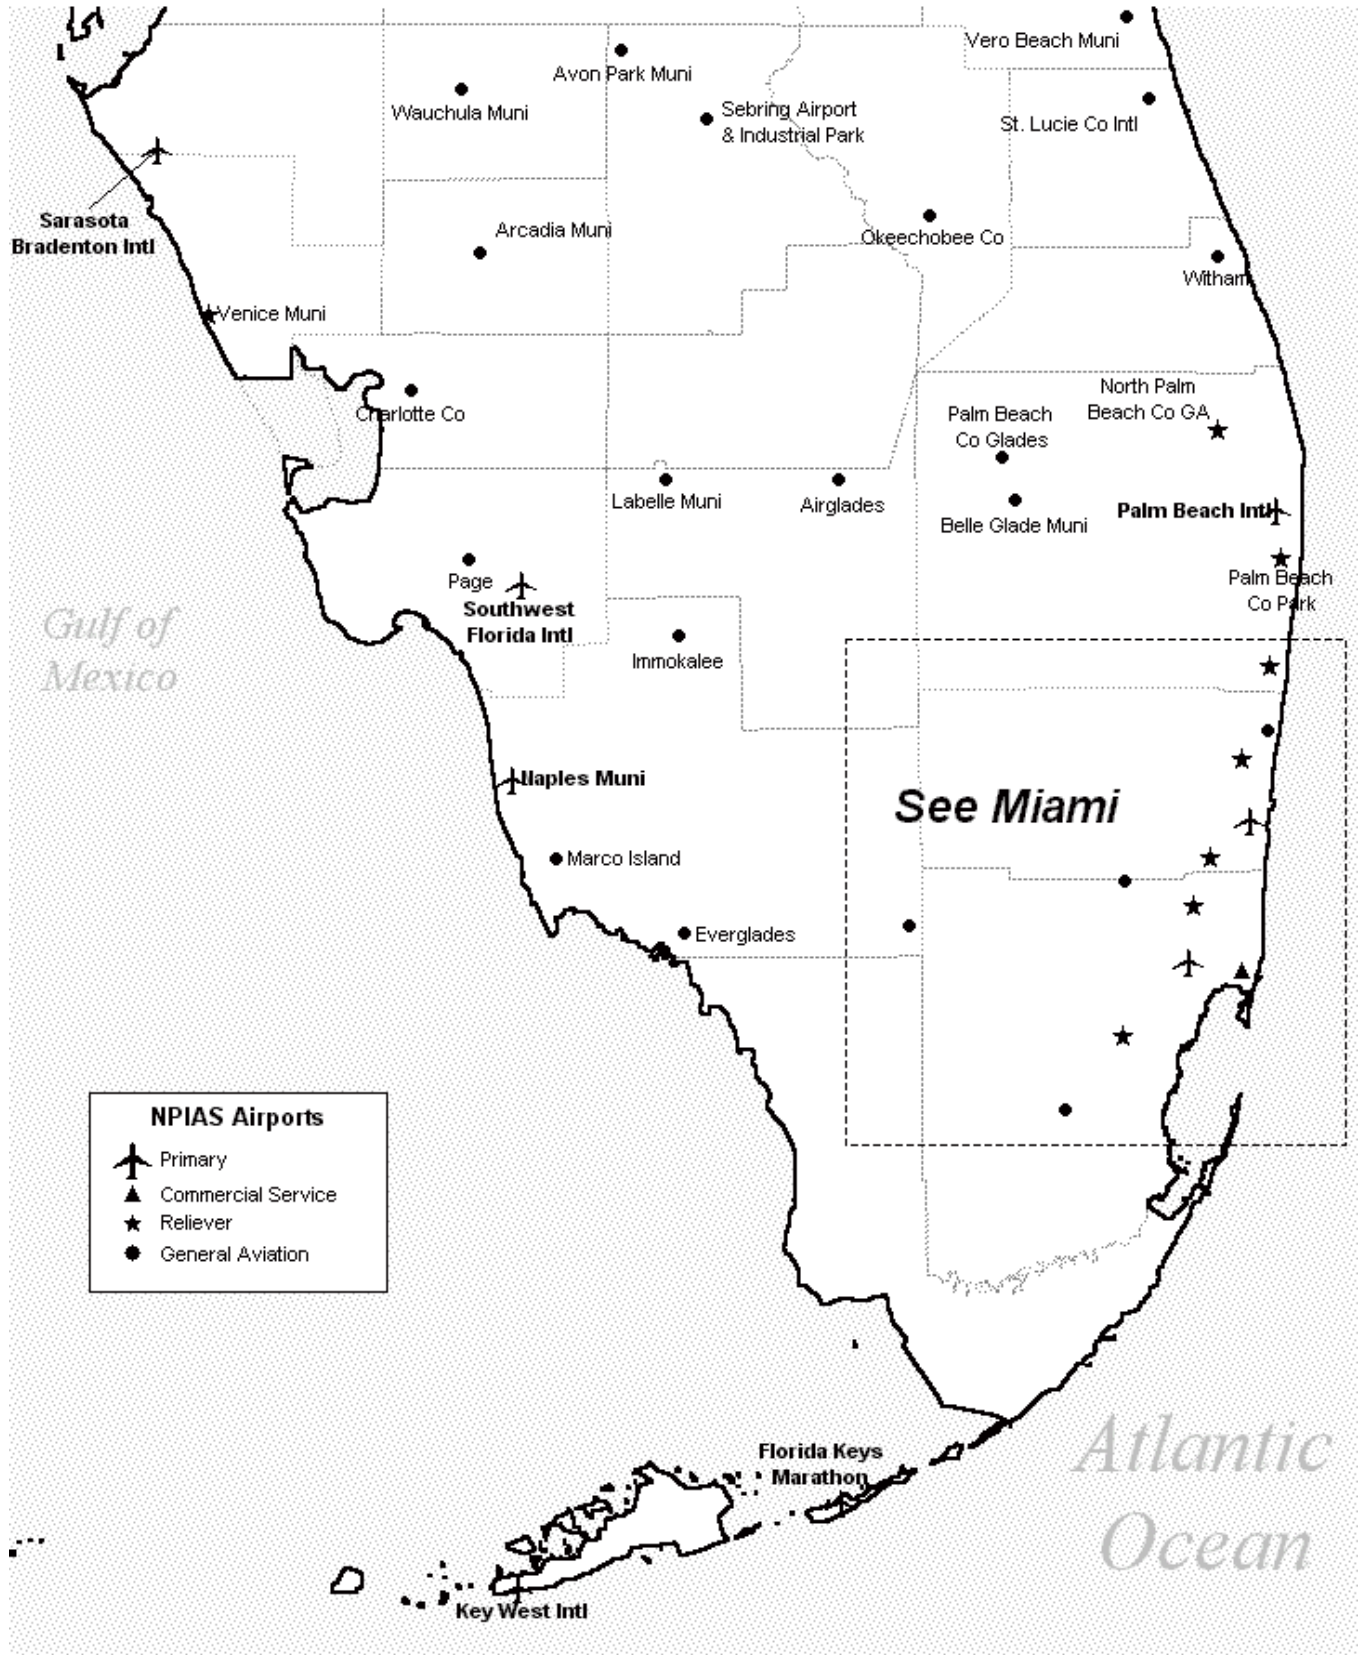 Vero Beach Muni
Avon Park Muni
Wauchula Muni
Sebring Airport
& Industrial Park
St. Lucie Co Intl
Sarasota
Bradenton Intl
Arcadia Muni
Okeechobee Co
Witham
Venice Muni
Charlotte Co
North Palm
Beach Co GA
Palm Beach
Co Glades
Labelle Muni
Airglades
Belle Glade Muni
Palm Beach Intl
Page
Southwest
Florida Intl
Palm Beach
Co Park
Gulf of
Mexico
Immokalee
Naples Muni
See Miami
Marco Island
Everglades
NPIAS Airports
Primary
Commercial Service
Reliever
General Aviation
Florida Keys
Marathon
Atlantic
Ocean
Key West Intl